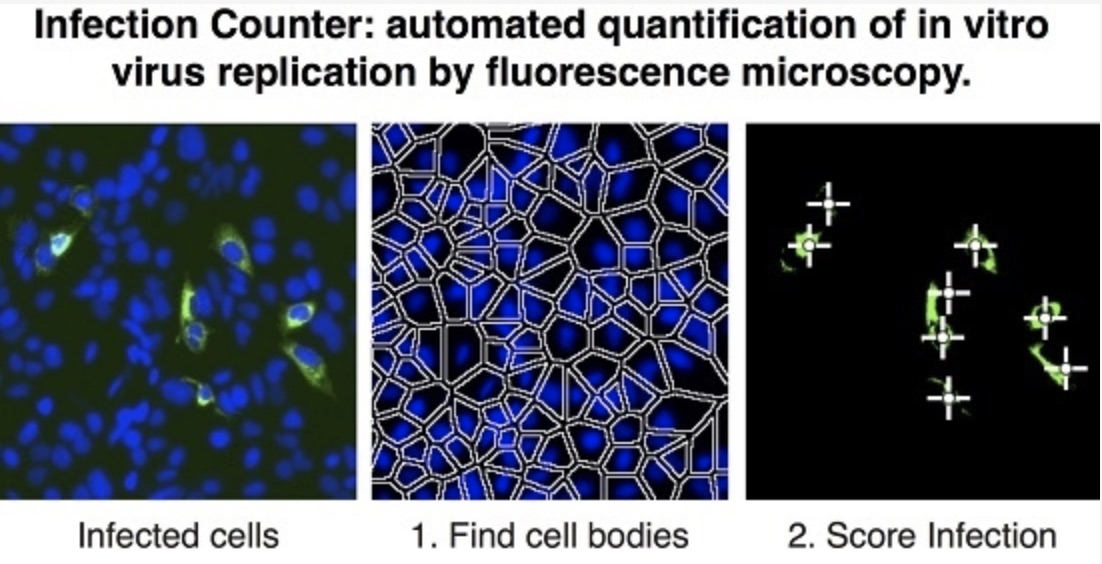 Infection Counter: automated quantification of in vitro
virus replication by fluorescence microscopy.
Infected cells
1. Find cell bodies
2. Score Infection